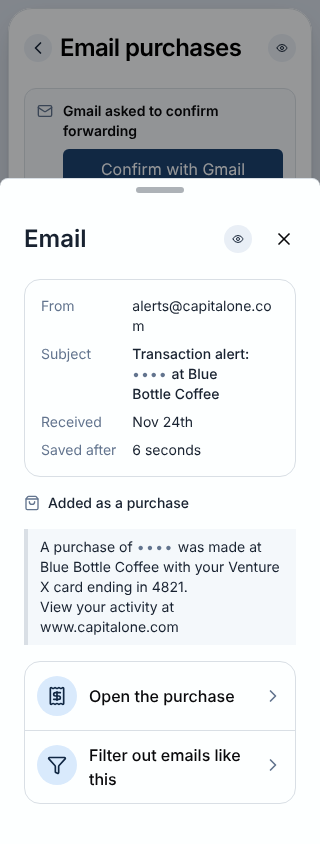 Email purchases
Gmail asked to confirm
forwarding
Confirm with Gmail
Email
From
alerts@capitalone.co
m
Subject
Transaction alert:
•••• at Blue
Bottle Coffee
Received
Nov 24th
Saved after
6 seconds
Added as a purchase
A purchase of •••• was made at
Blue Bottle Coffee with your Venture
X card ending in 4821.
View your activity at
www.capitalone.com
Open the purchase
Filter out emails like
this